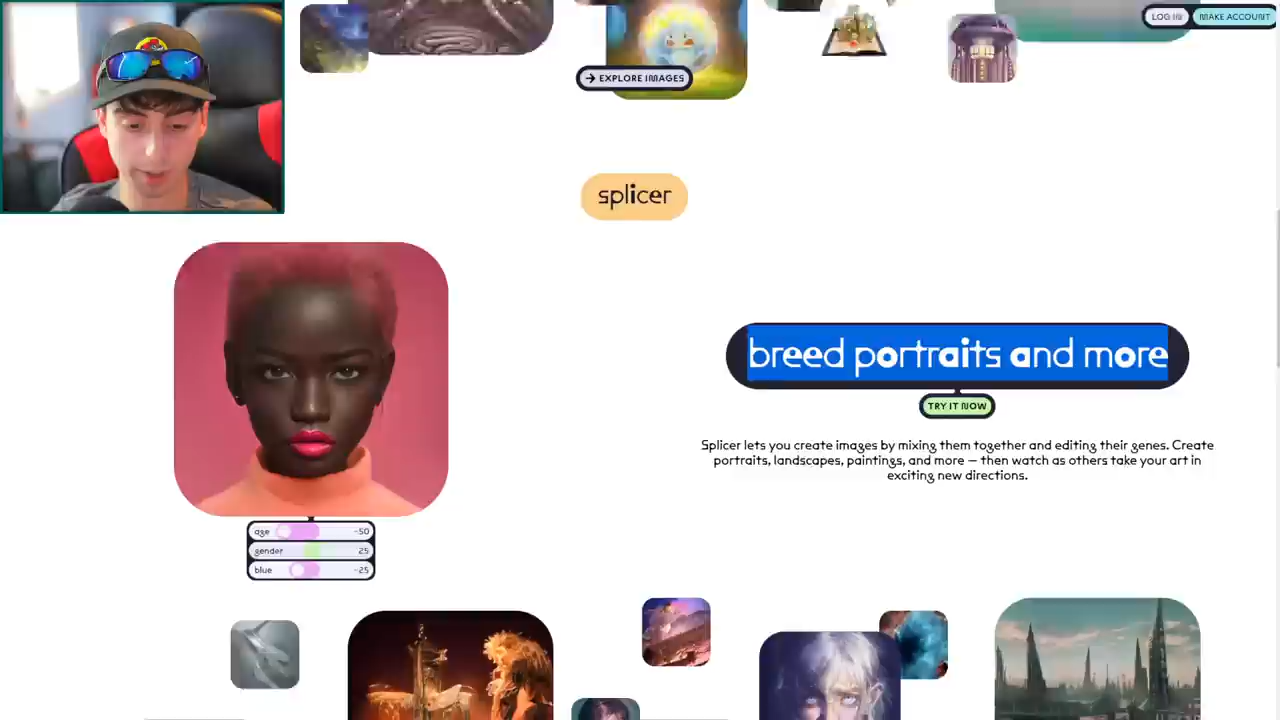 LOG IN MAKE ACCOUNT
→ EXPLORE IMAGES
splicer
breed portraits and more
TRY IT NOW
Splicer lets you create images by mixing them together and editing their genes. Create
portraits, landscapes, paintings, and more — then watch as others take your art in
exciting new directions.
age -50
gender 25
blue -25